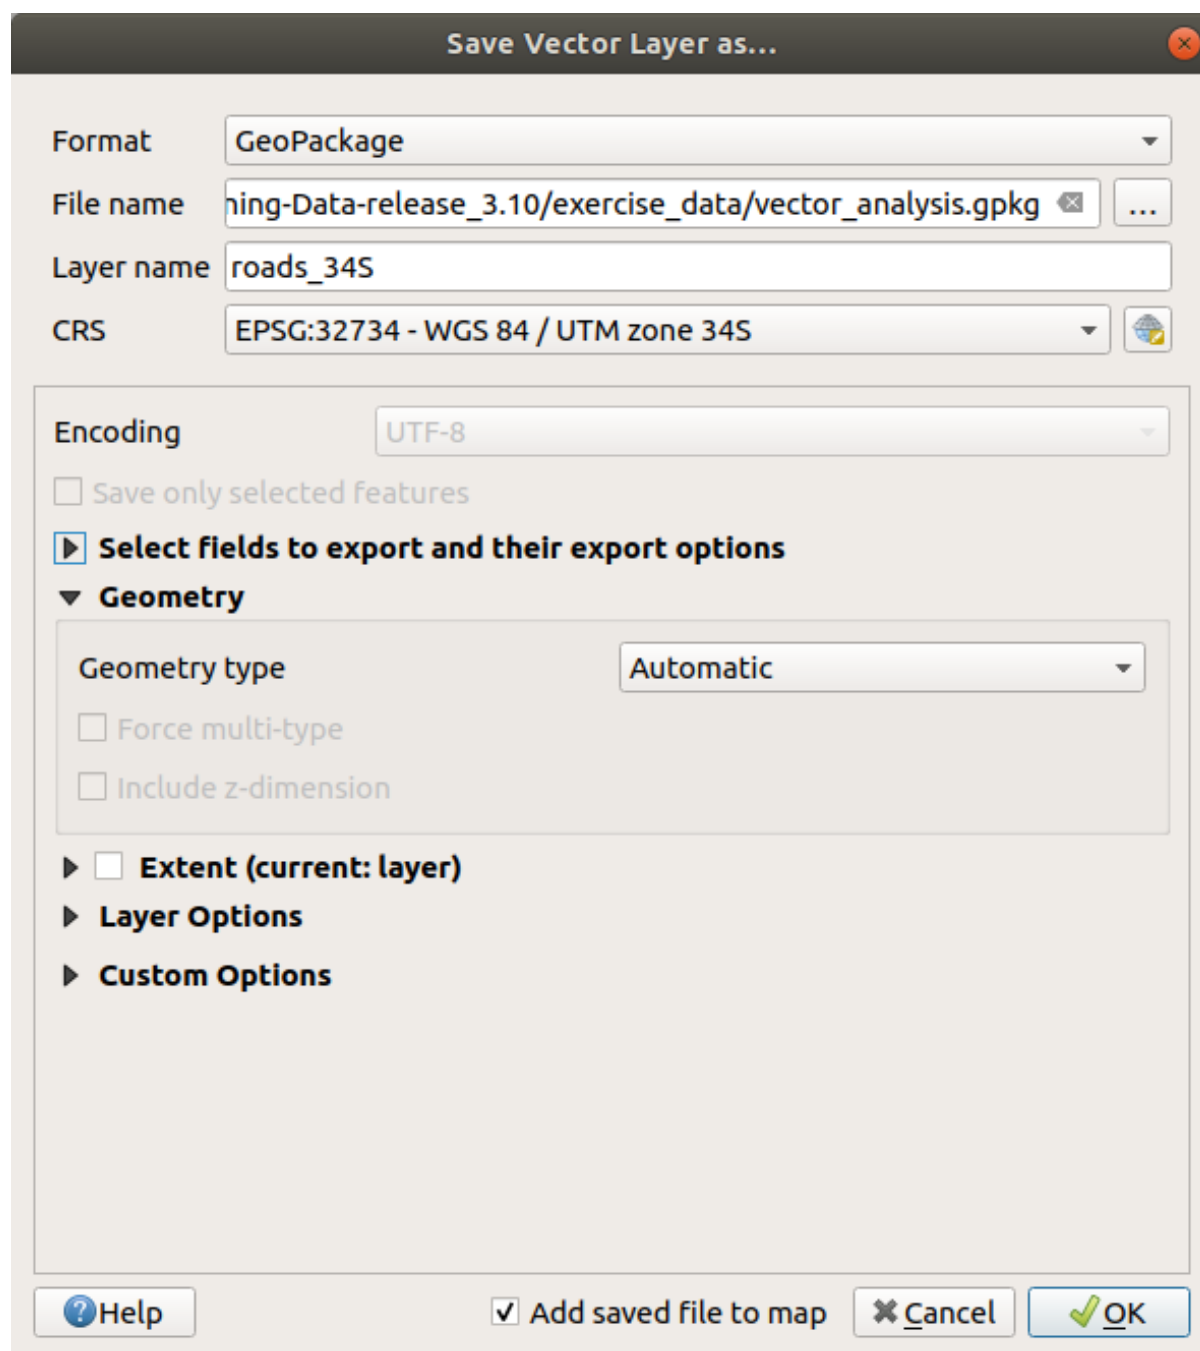 Save Vector Layer as...
Format GeoPackage
File name ning-Data-release_3.10/exercise_data/vector_analysis.gpkg ...
Layer name roads_34S
CRS EPSG:32734 - WGS 84 / UTM zone 34S
Encoding UTF-8
Save only selected features
Select fields to export and their export options
Geometry
Geometry type Automatic
Force multi-type
Include z-dimension
Extent (current: layer)
Layer Options
Custom Options
Help Add saved file to map Cancel OK